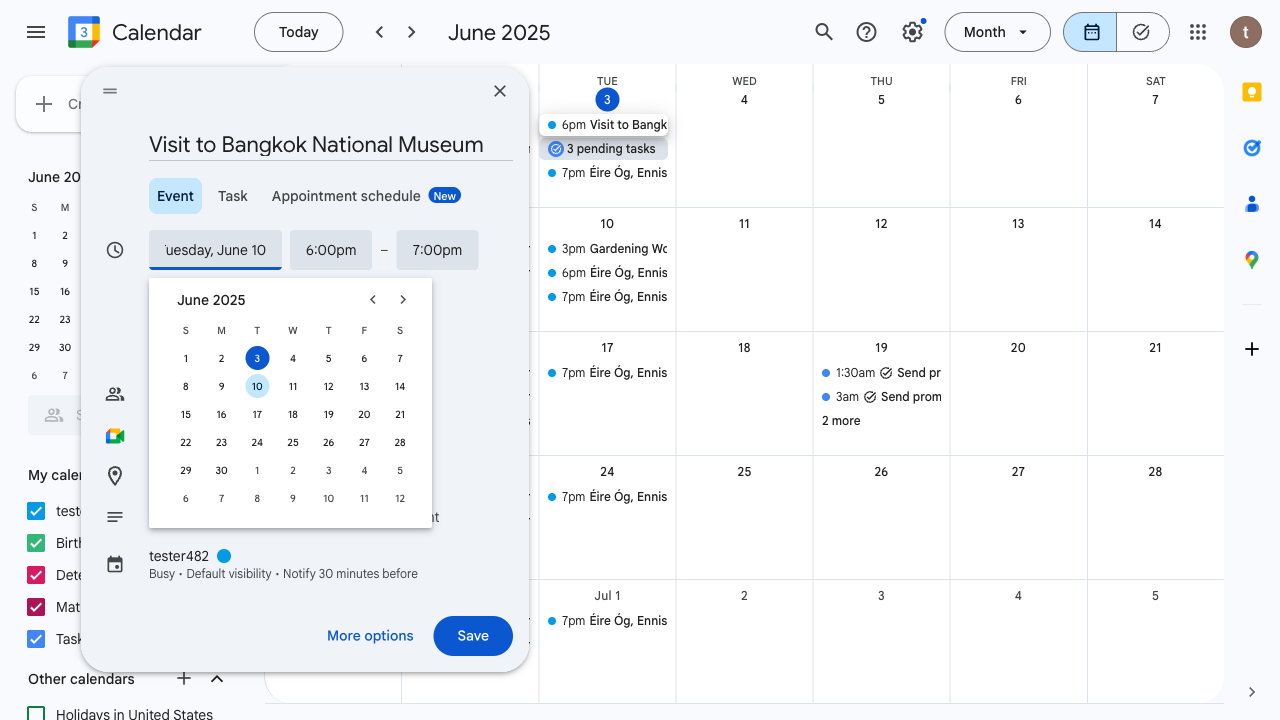 3 Calendar Today June 2025 Month t
Cr
Visit to Bangkok National Museum
Event Task Appointment schedule New
uesday, June 10 6:00pm – 7:00pm
June 2025
S M T W T F S
1 2 3 4 5 6 7
8 9 10 11 12 13 14
15 16 17 18 19 20 21
22 23 24 25 26 27 28
29 30 1 2 3 4 5
6 7 8 9 10 11 12
tester482
Busy • Default visibility • Notify 30 minutes before
More options Save
June 20
S M
1 2
8 9
15 16
22 23
29 30
6 7
My caler
test
Birth
Dete
Mat
Task
Other calendars
Holidays in United States
TUE WED THU FRI SAT
3 4 5 6 7
6pm Visit to Bangk
3 pending tasks
7pm Éire Óg, Ennis
10 11 12 13 14
3pm Gardening Wo
6pm Éire Óg, Ennis
7pm Éire Óg, Ennis
17 18 19 20 21
7pm Éire Óg, Ennis
1:30am Send pr
3am Send prom
2 more
24 25 26 27 28
7pm Éire Óg, Ennis
Jul 1 2 3 4 5
7pm Éire Óg, Ennis